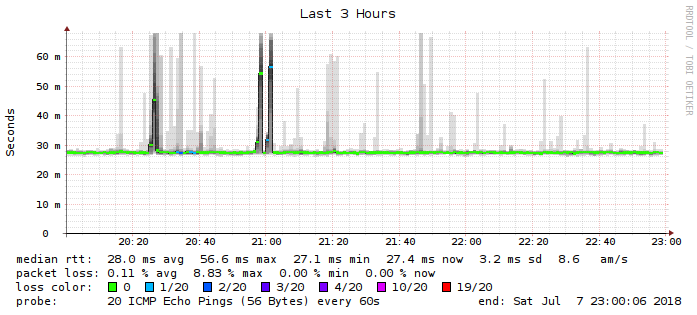 Last 3 Hours
RRDTOOL / TOBI OETIKER
Seconds
60 m
50 m
40 m
30 m
20 m
10 m
0
20:20 20:40 21:00 21:20 21:40 22:00 22:20 22:40 23:00
median rtt: 28.0 ms avg 56.6 ms max 27.1 ms min 27.4 ms now 3.2 ms sd 8.6 am/s
packet loss: 0.11 % avg 8.83 % max 0.00 % min 0.00 % now
loss color: 0 1/20 2/20 3/20 4/20 10/20 19/20
probe: 20 ICMP Echo Pings (56 Bytes) every 60s end: Sat Jul 7 23:00:06 2018